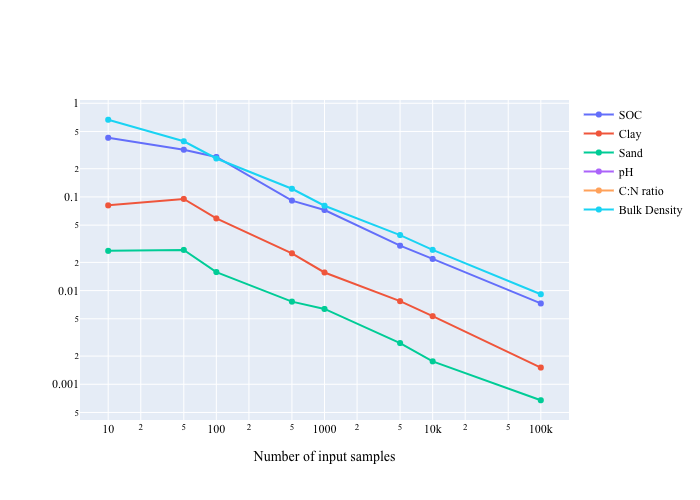 1
5
2
0.1
5
2
0.01
5
2
0.001
5
10 2 5 100 2 5 1000 2 5 10k 2 5 100k
Number of input samples
SOC
Clay
Sand
pH
C:N ratio
Bulk Density